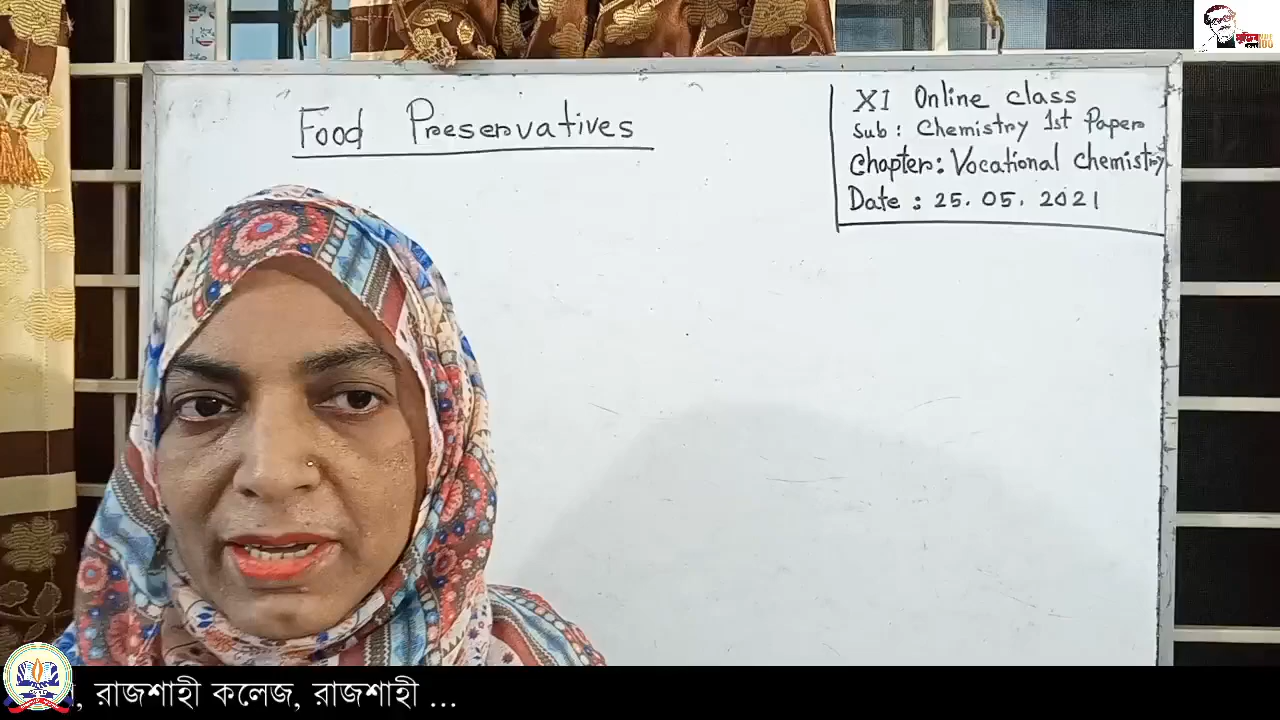 Food Preservatives
XI Online class
Sub : Chemistry 1st Paper
Chapter: Vocational Chemistry
Date : 25. 05. 2021
, রাজশাহী কলেজ, রাজশাহী ...